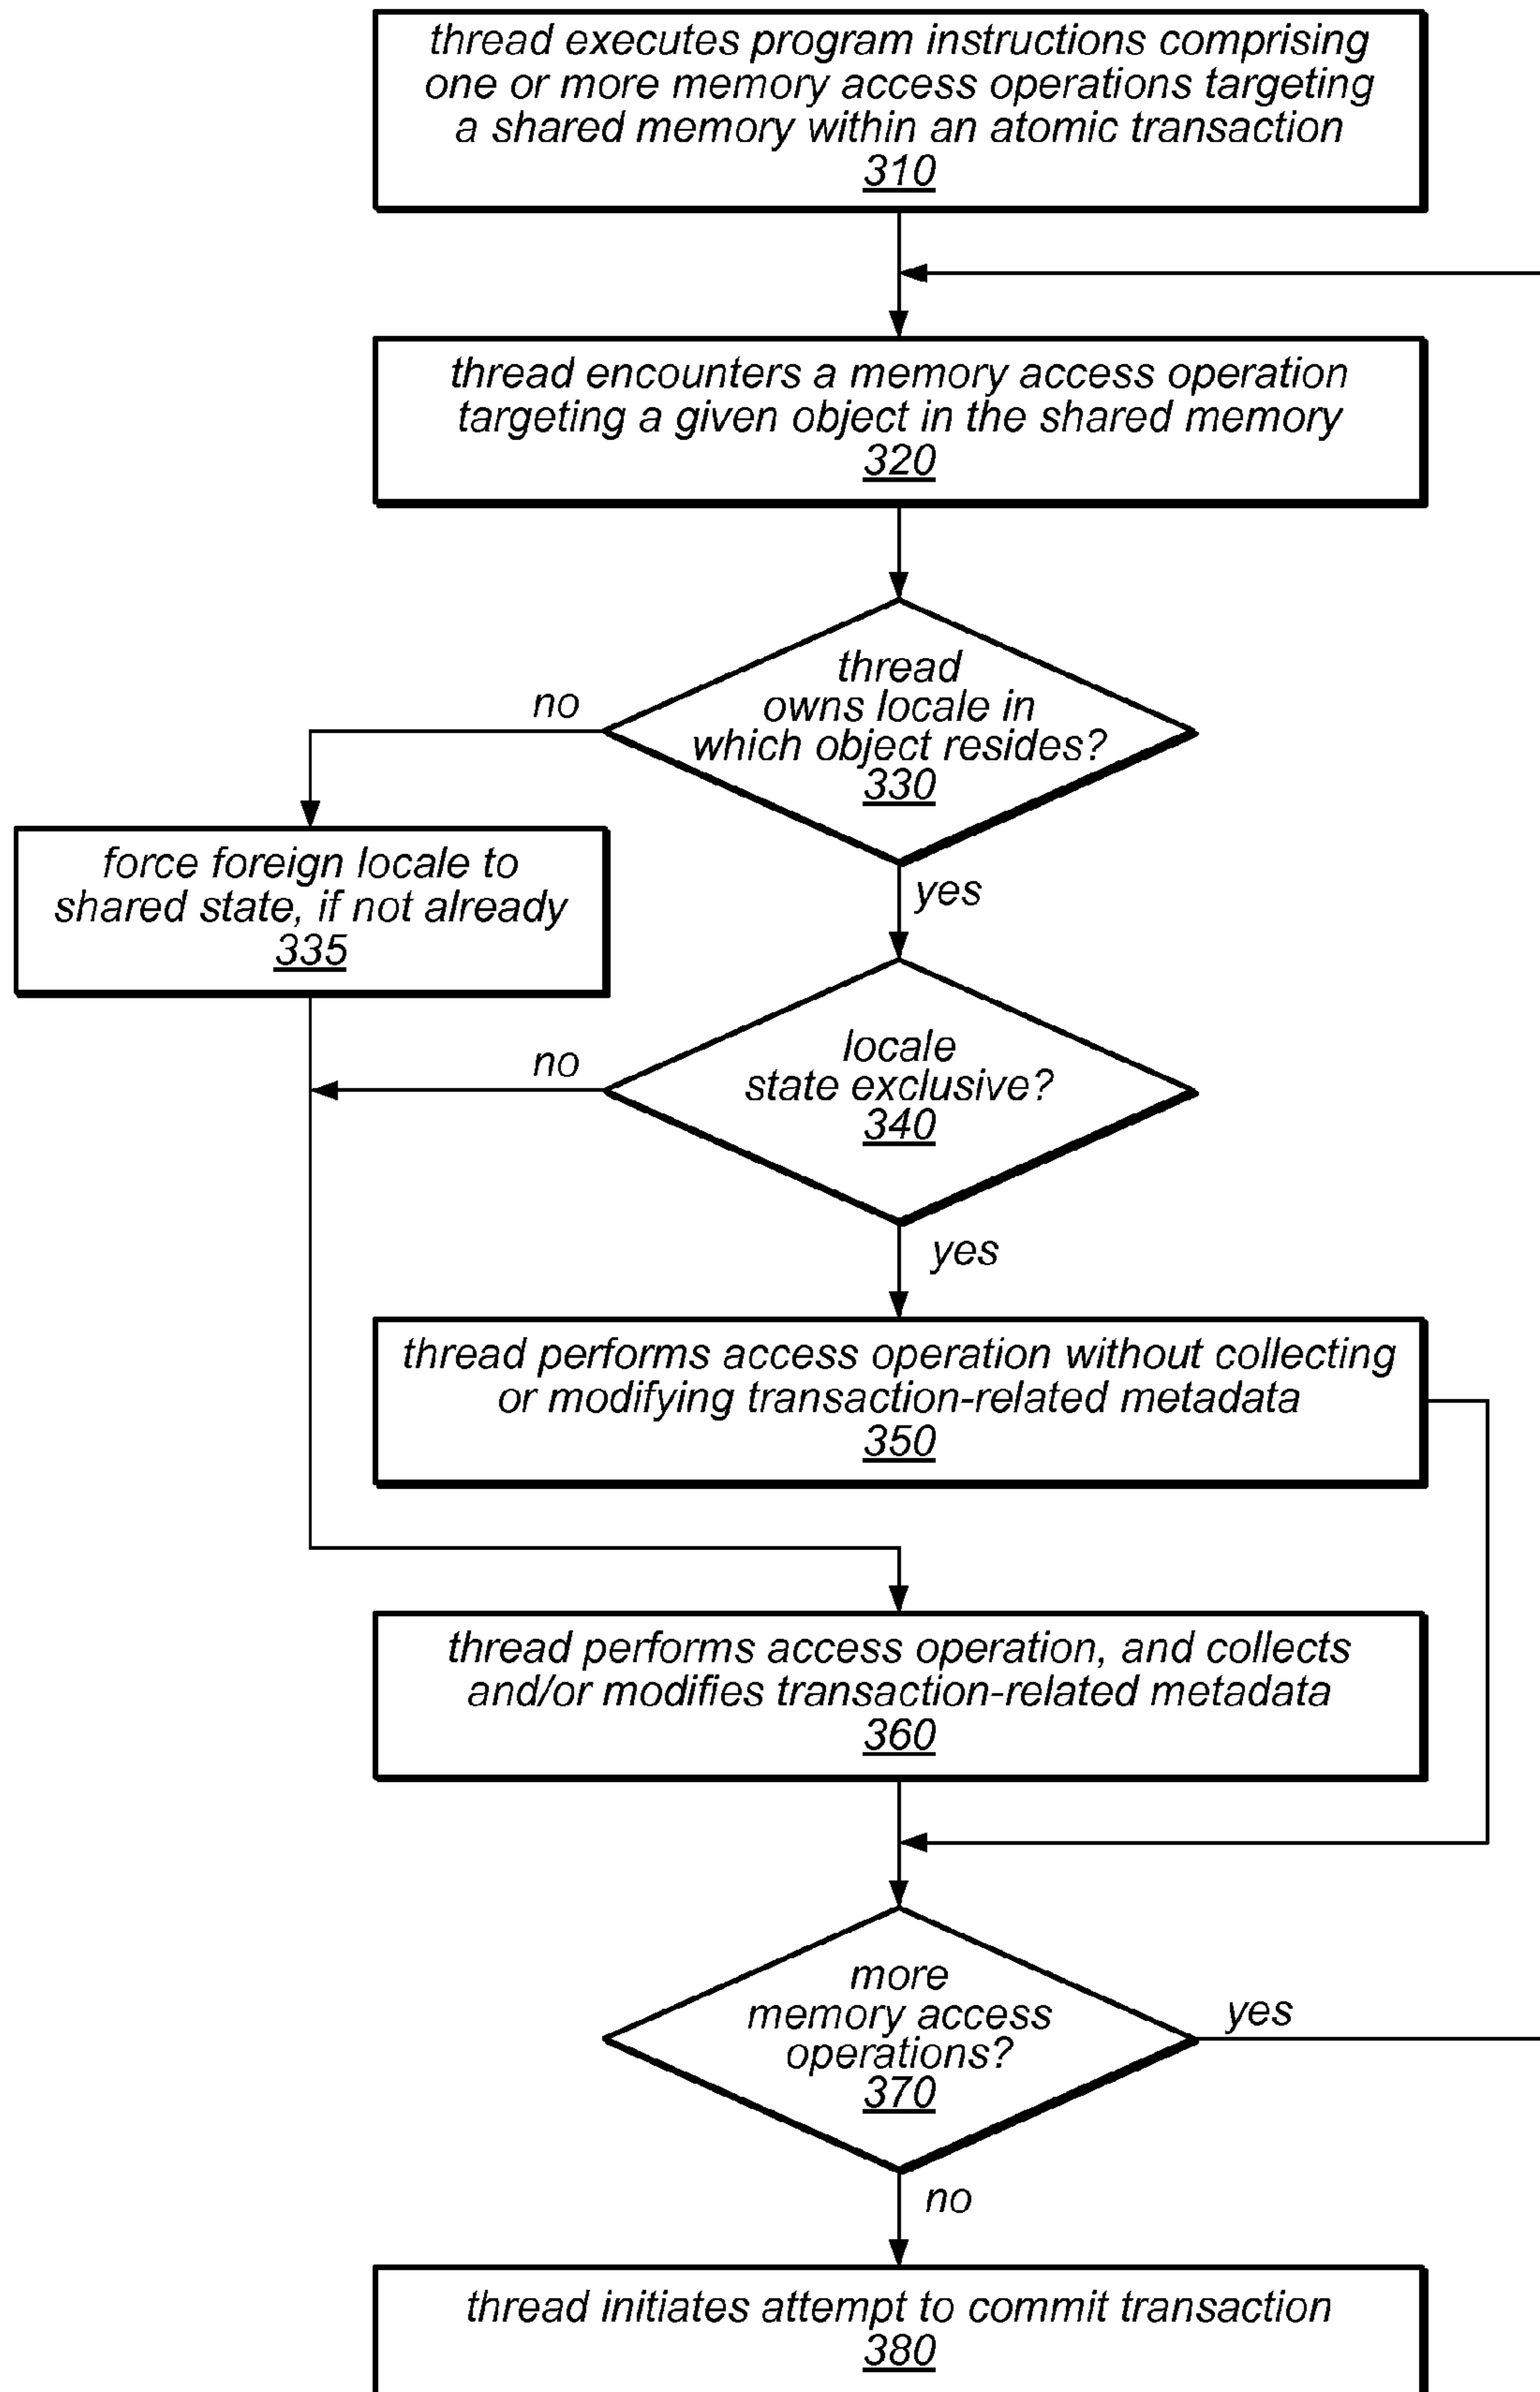 thread executes program instructions comprising
one or more memory access operations targeting
a shared memory within an atomic transaction
310
thread encounters a memory access operation
targeting a given object in the shared memory
320
thread
owns locale in
which object resides?
330
no
yes
force foreign locale to
shared state, if not already
335
locale
state exclusive?
340
no
yes
thread performs access operation without collecting
or modifying transaction-related metadata
350
thread performs access operation, and collects
and/or modifies transaction-related metadata
360
more
memory access
operations?
370
yes
no
thread initiates attempt to commit transaction
380